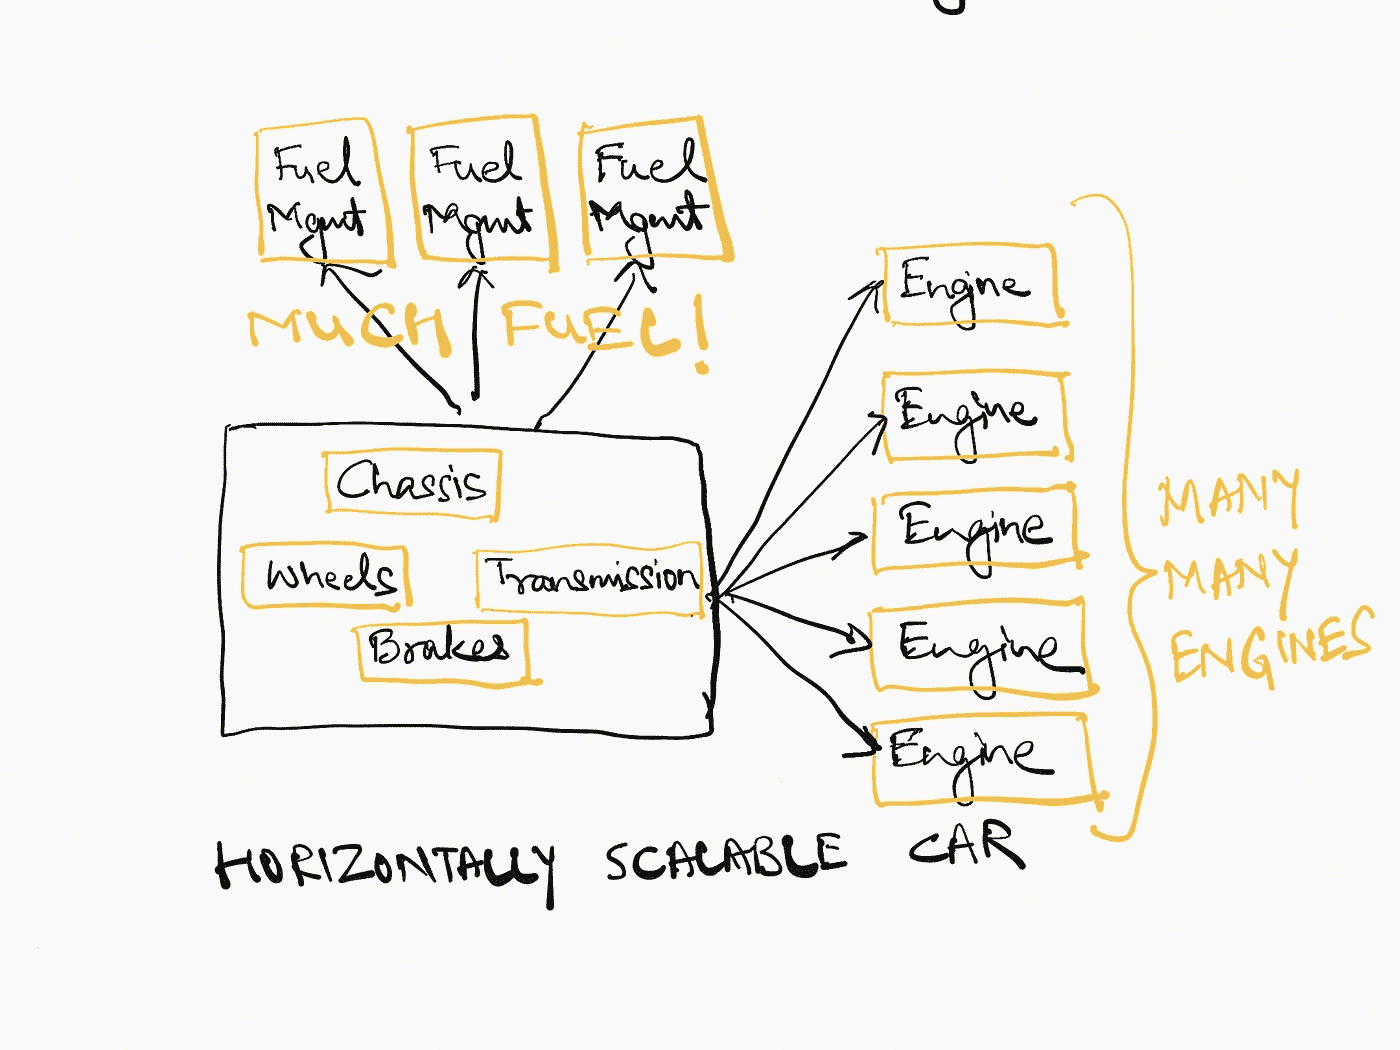 Fuel
Mgmt
Fuel
Mgmt
Fuel
Mgmt
MUCH FUEL!
Chassis
Wheels
Transmission
Brakes
Engine
Engine
Engine
Engine
Engine
MANY
MANY
ENGINES
HORIZONTALLY SCALABLE CAR